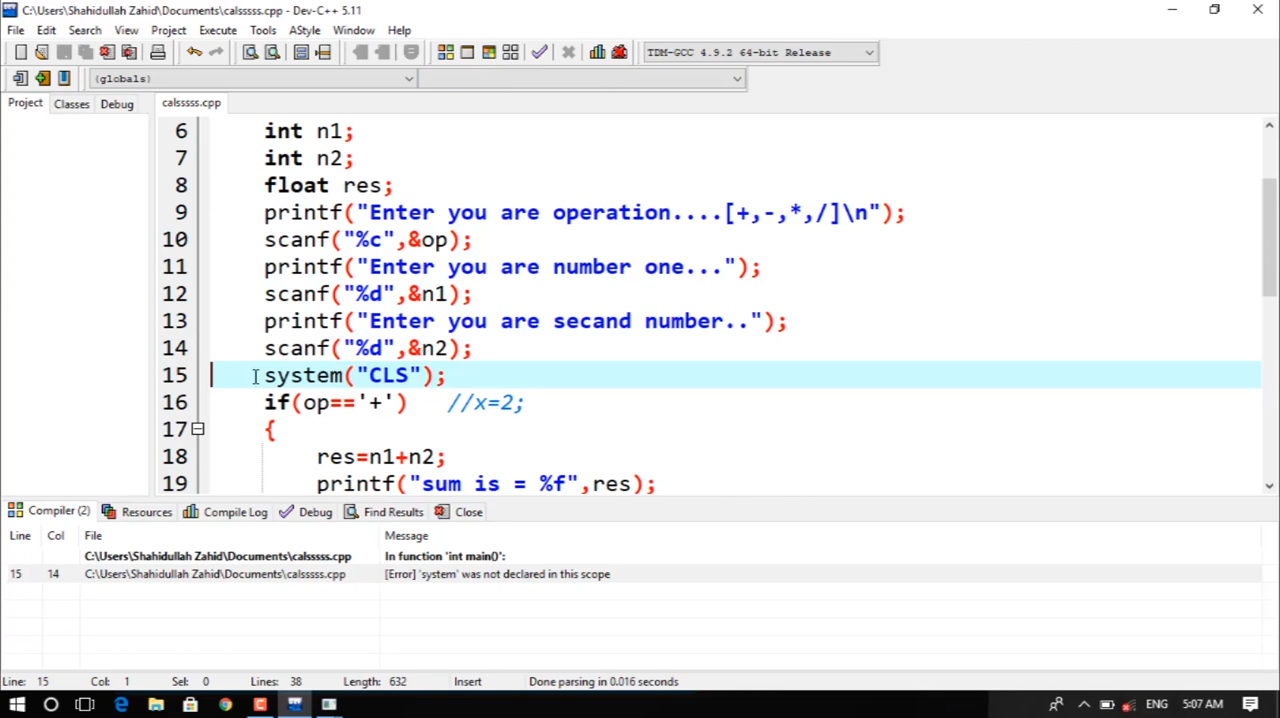 C:\Users\Shahidullah Zahid\Documents\calsssss.cpp - Dev-C++ 5.11
File Edit Search View Project Execute Tools AStyle Window Help
TDM-GCC 4.9.2 64-bit Release
(globals)
Project Classes Debug calsssss.cpp
6 int n1;
7 int n2;
8 float res;
9 printf("Enter you are operation....[+,-,*,/]\n");
10 scanf("%c",&op);
11 printf("Enter you are number one...");
12 scanf("%d",&n1);
13 printf("Enter you are secand number..");
14 scanf("%d",&n2);
15 system("CLS");
16 if(op=='+') //x=2;
17 {
18 res=n1+n2;
19 printf("sum is = %f",res);
Compiler (2) Resources Compile Log Debug Find Results Close
Line Col File Message
C:\Users\Shahidullah Zahid\Documents\calsssss.cpp In function 'int main()':
15 14 C:\Users\Shahidullah Zahid\Documents\calsssss.cpp [Error] 'system' was not declared in this scope
Line: 15 Col: 1 Sel: 0 Lines: 38 Length: 632 Insert Done parsing in 0.016 seconds
ENG 5:07 AM